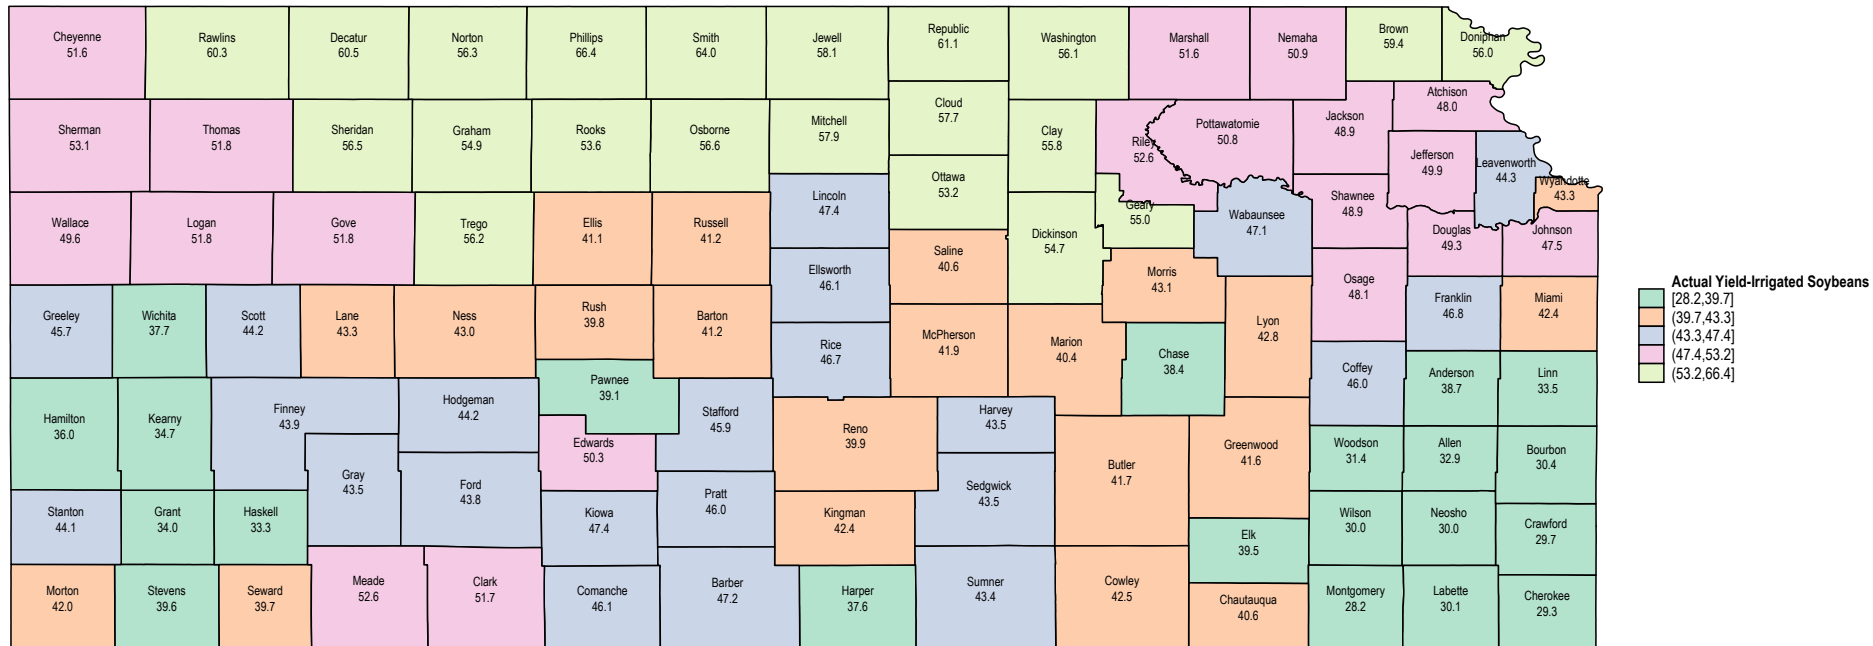 Cheyenne
51.6
Rawlins
60.3
Decatur
60.5
Norton
56.3
Phillips
66.4
Smith
64.0
Jewell
58.1
Republic
61.1
Washington
56.1
Marshall
51.6
Nemaha
50.9
Brown
59.4
Doniphan
56.0
Sherman
53.1
Thomas
51.8
Sheridan
56.5
Graham
54.9
Rooks
53.6
Osborne
56.6
Mitchell
57.9
Cloud
57.7
Clay
55.8
Riley
52.6
Pottawatomie
50.8
Jackson
48.9
Atchison
48.0
Jefferson
49.9
Leavenworth
44.3
Wyandotte
43.3
Wallace
49.6
Logan
51.8
Gove
51.8
Trego
56.2
Ellis
41.1
Russell
41.2
Lincoln
47.4
Ottawa
53.2
Saline
40.6
Dickinson
54.7
Geary
55.0
Wabaunsee
47.1
Shawnee
48.9
Douglas
49.3
Johnson
47.5
Greeley
45.7
Wichita
37.7
Scott
44.2
Lane
43.3
Ness
43.0
Rush
39.8
Barton
41.2
Ellsworth
46.1
Rice
46.7
McPherson
41.9
Marion
40.4
Morris
43.1
Chase
38.4
Lyon
42.8
Osage
48.1
Franklin
46.8
Miami
42.4
Coffey
46.0
Anderson
38.7
Linn
33.5
Hamilton
36.0
Kearny
34.7
Finney
43.9
Hodgeman
44.2
Pawnee
39.1
Edwards
50.3
Stafford
45.9
Reno
39.9
Harvey
43.5
Butler
41.7
Greenwood
41.6
Woodson
31.4
Allen
32.9
Bourbon
30.4
Gray
43.5
Ford
43.8
Stanton
44.1
Grant
34.0
Haskell
33.3
Kiowa
47.4
Pratt
46.0
Kingman
42.4
Sedgwick
43.5
Elk
39.5
Wilson
30.0
Neosho
30.0
Crawford
29.7
Morton
42.0
Stevens
39.6
Seward
39.7
Meade
52.6
Clark
51.7
Comanche
46.1
Barber
47.2
Harper
37.6
Sumner
43.4
Cowley
42.5
Chautauqua
40.6
Montgomery
28.2
Labette
30.1
Cherokee
29.3
Actual Yield-Irrigated Soybeans
[28.2,39.7]
(39.7,43.3]
(43.3,47.4]
(47.4,53.2]
(53.2,66.4]